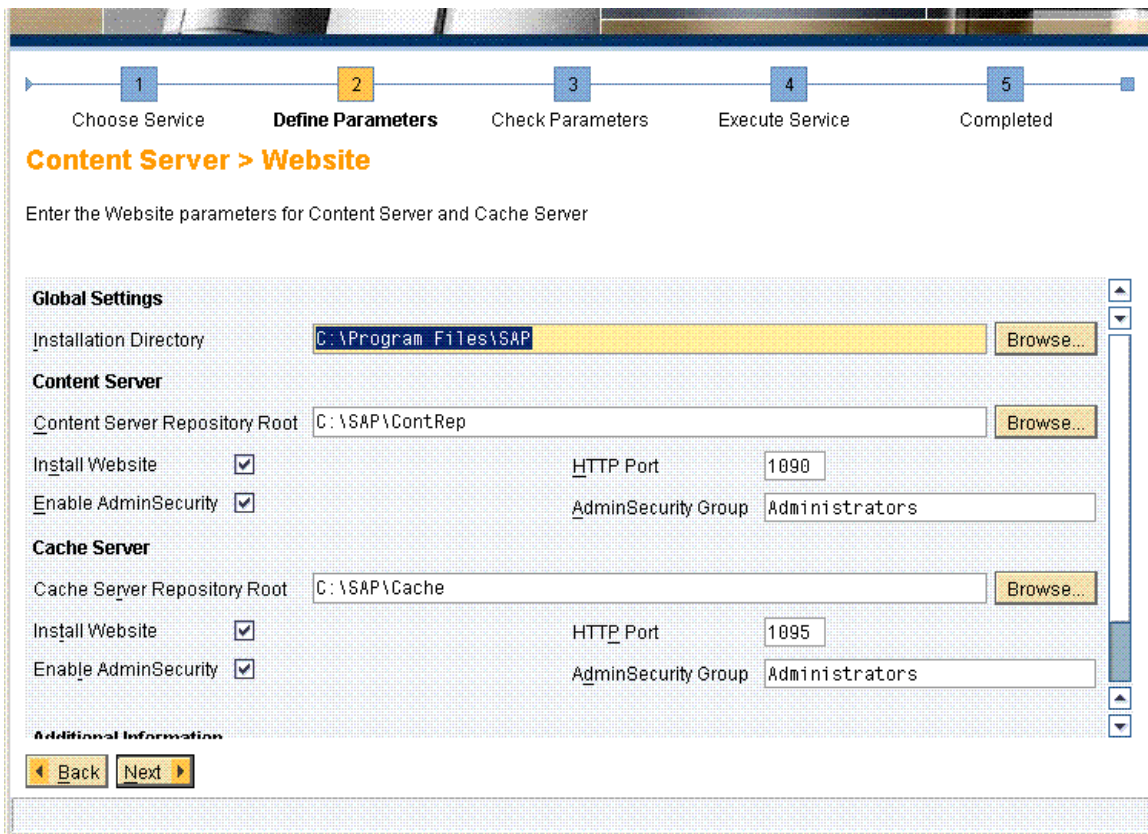 1 2 3 4 5
Choose Service Define Parameters Check Parameters Execute Service Completed
Content Server > Website
Enter the Website parameters for Content Server and Cache Server
Global Settings
Installation Directory C:\Program Files\SAP Browse...
Content Server
Content Server Repository Root C:\SAP\ContRep Browse...
Install Website HTTP Port 1090
Enable AdminSecurity AdminSecurity Group Administrators
Cache Server
Cache Server Repository Root C:\SAP\Cache Browse...
Install Website HTTP Port 1095
Enable AdminSecurity AdminSecurity Group Administrators
Additional Information
Back Next